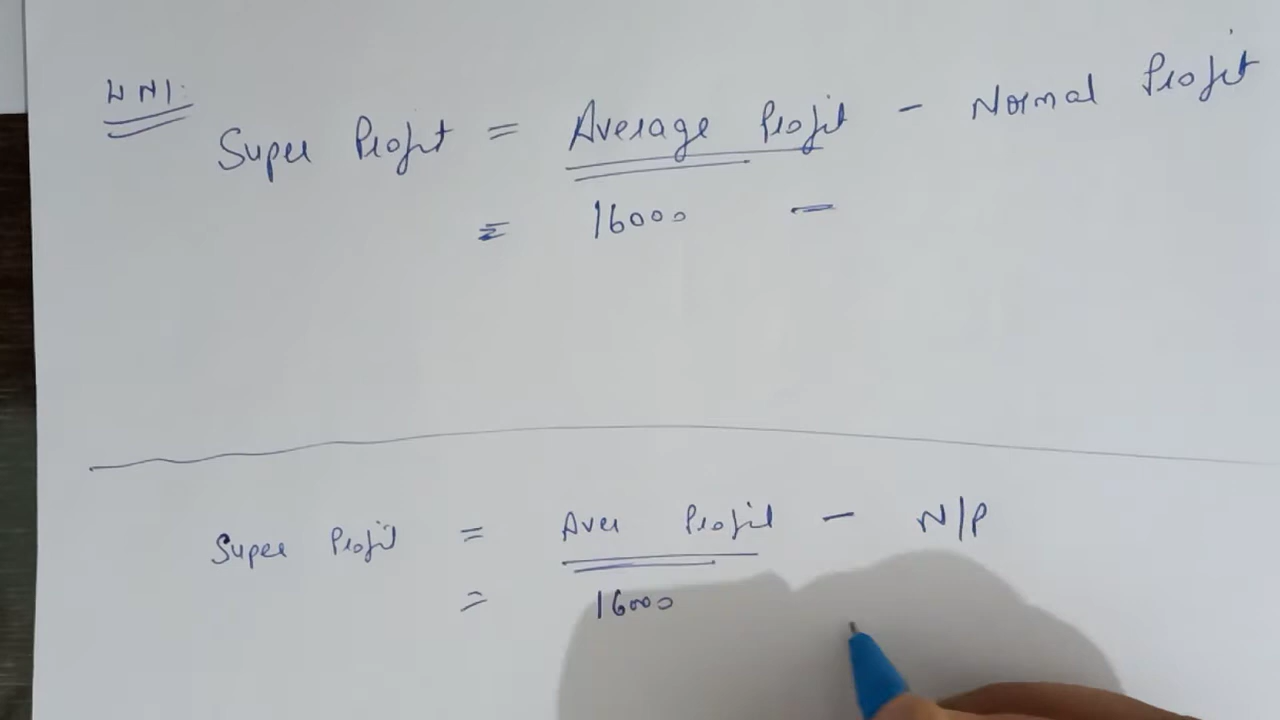 WN1.
Super Profit = Average Profit - Normal Profit
= 16000 -
Super Profit = Aver Profit - N/P
= 16000